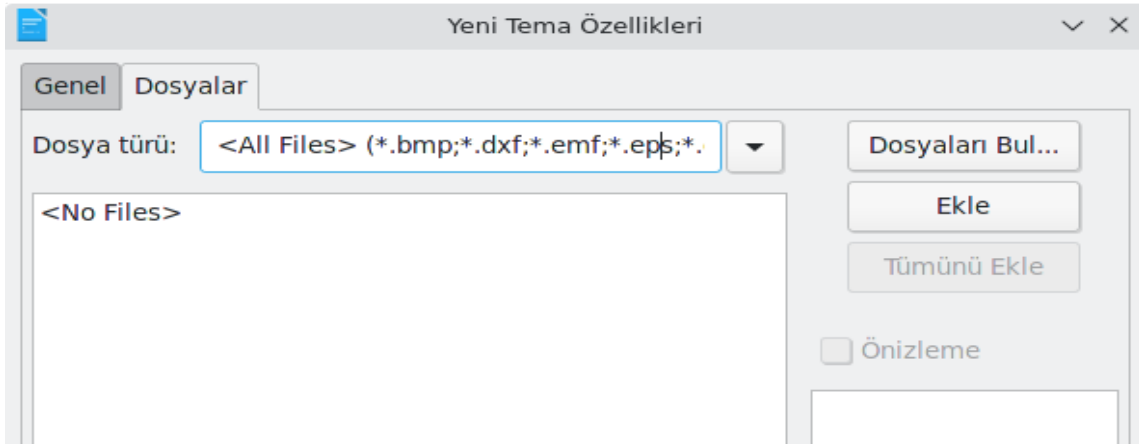 Yeni Tema Özellikleri
Genel Dosyalar
Dosya türü: <All Files> (*.bmp;*.dxf;*.emf;*.eps;*. Dosyaları Bul...
<No Files> Ekle
Tümünü Ekle
Önizleme